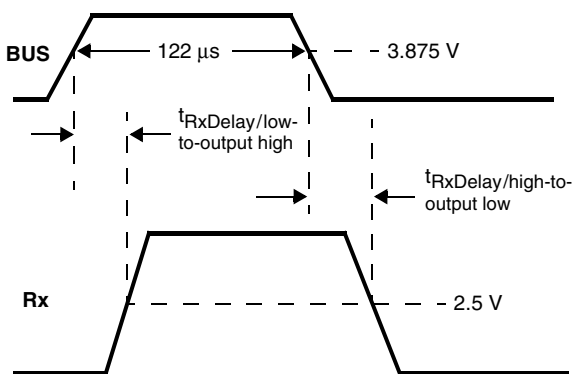 BUS
122 µs
3.875 V
tRxDelay/low-
to-output high
tRxDelay/high-to-
output low
Rx
2.5 V